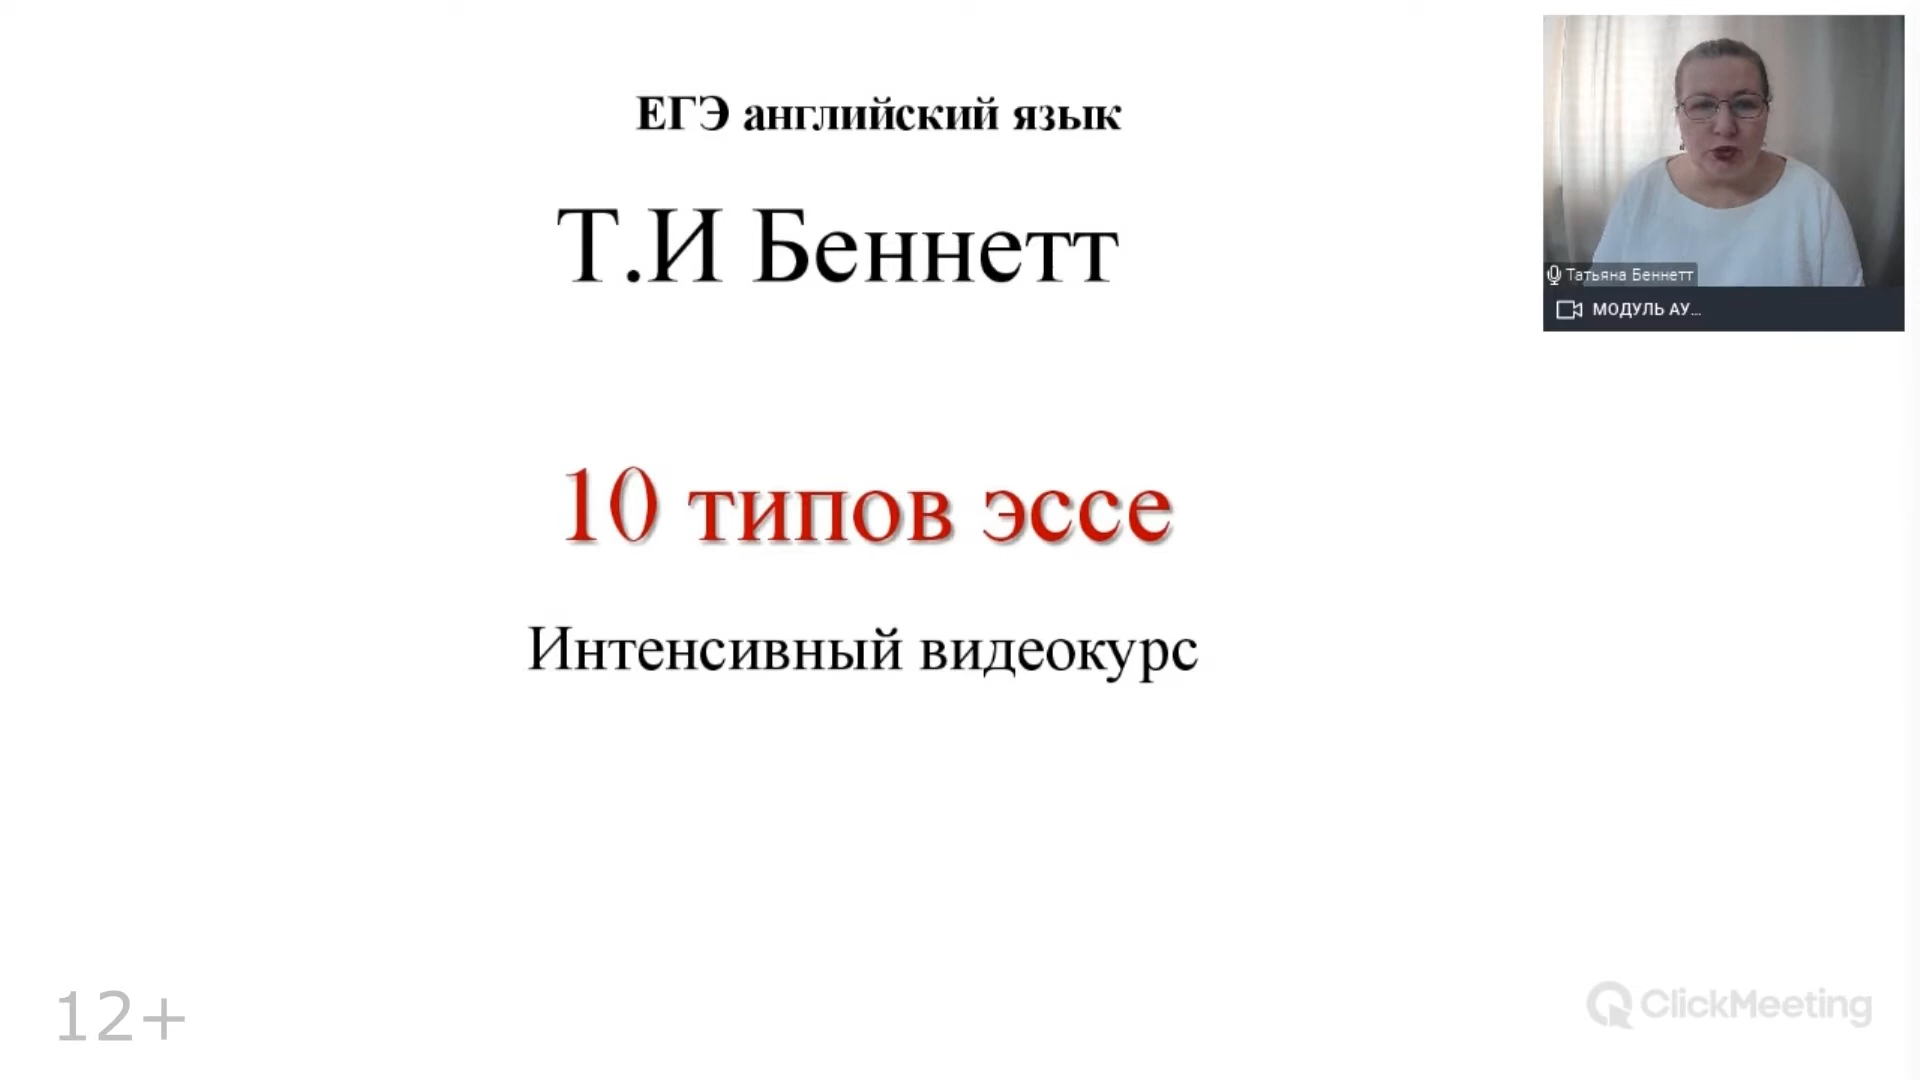 ЕГЭ английский язык
Т.И Беннетт
10 типов эссе
Интенсивный видеокурс
Татьяна Беннетт
МОДУЛЬ АУ...
12+
ClickMeeting